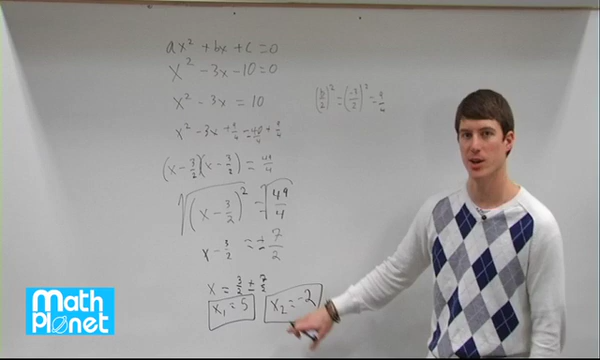 ax² + bx + c = 0
x² - 3x - 10 = 0
x² - 3x = 10
(b/2)² = (-3/2)² = 9/4
x² - 3x + 9/4 = 40/4 + 9/4
(x - 3/2)(x - 3/2) = 49/4
√(x - 3/2)² = √49/4
x - 3/2 = ± 7/2
x = 3/2 ± 7/2
x₁ = 5 x₂ = -2
Math
Planet